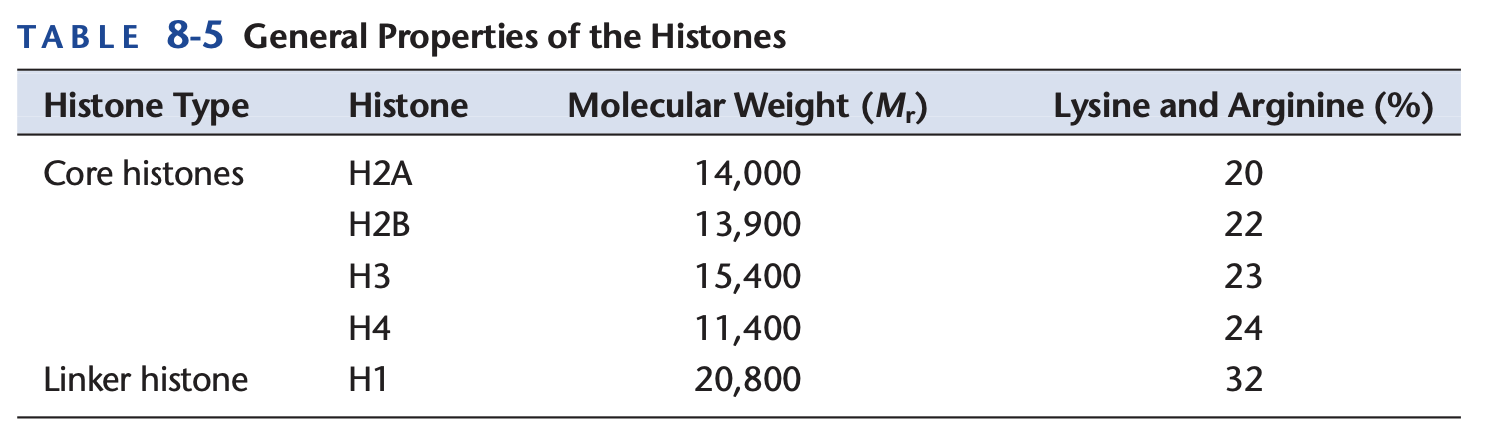 TABLE 8-5 General Properties of the Histones
Histone Type Histone Molecular Weight (Mr) Lysine and Arginine (%)
Core histones H2A 14,000 20
H2B 13,900 22
H3 15,400 23
H4 11,400 24
Linker histone H1 20,800 32